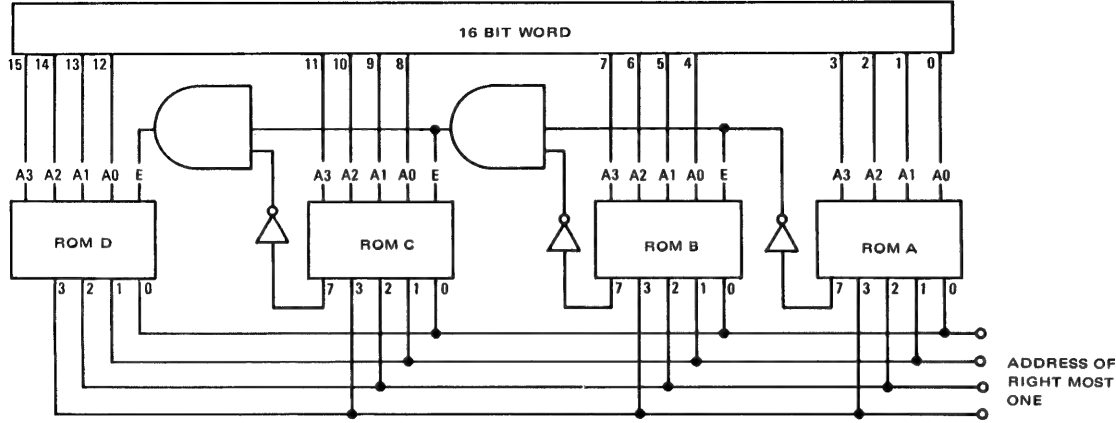 16 BIT WORD
15 14 13 12 11 10 9 8 7 6 5 4 3 2 1 0
A3 A2 A1 A0 E A3 A2 A1 A0 E A3 A2 A1 A0 E A3 A2 A1 A0
ROM D ROM C ROM B ROM A
3 2 1 0 7 3 2 1 0 7 3 2 1 0 7 3 2 1 0
ADDRESS OF
RIGHT MOST
ONE